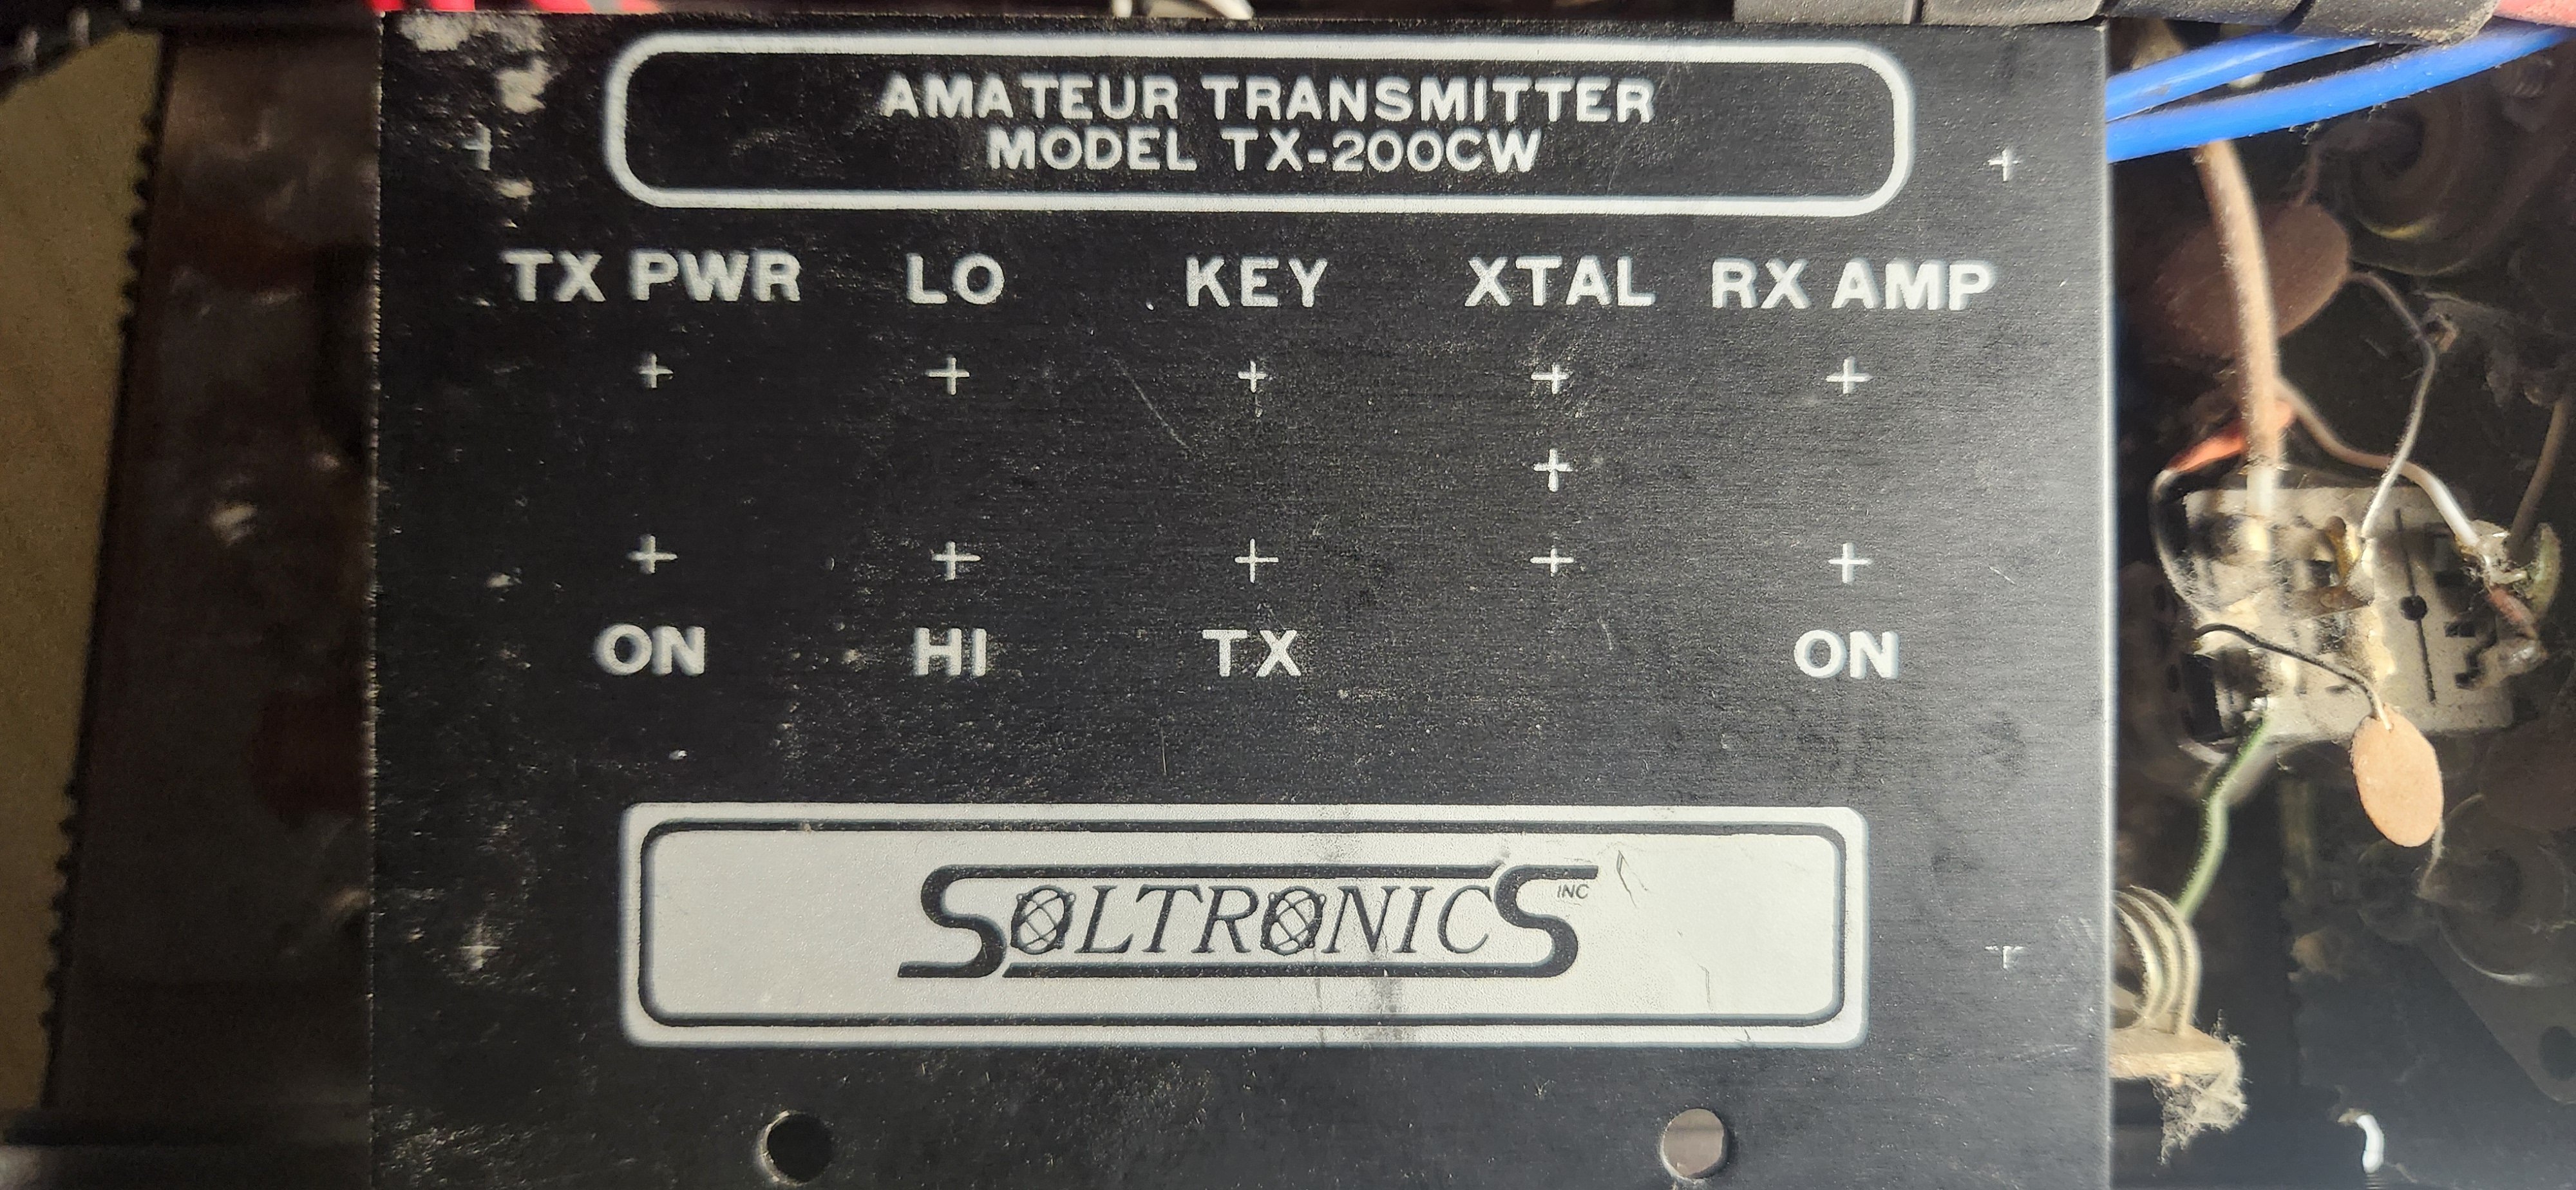 AMATEUR TRANSMITTER
MODEL TX-200CW
TX PWR LO KEY XTAL RX AMP
ON HI TX ON
SOLTRONICS INC